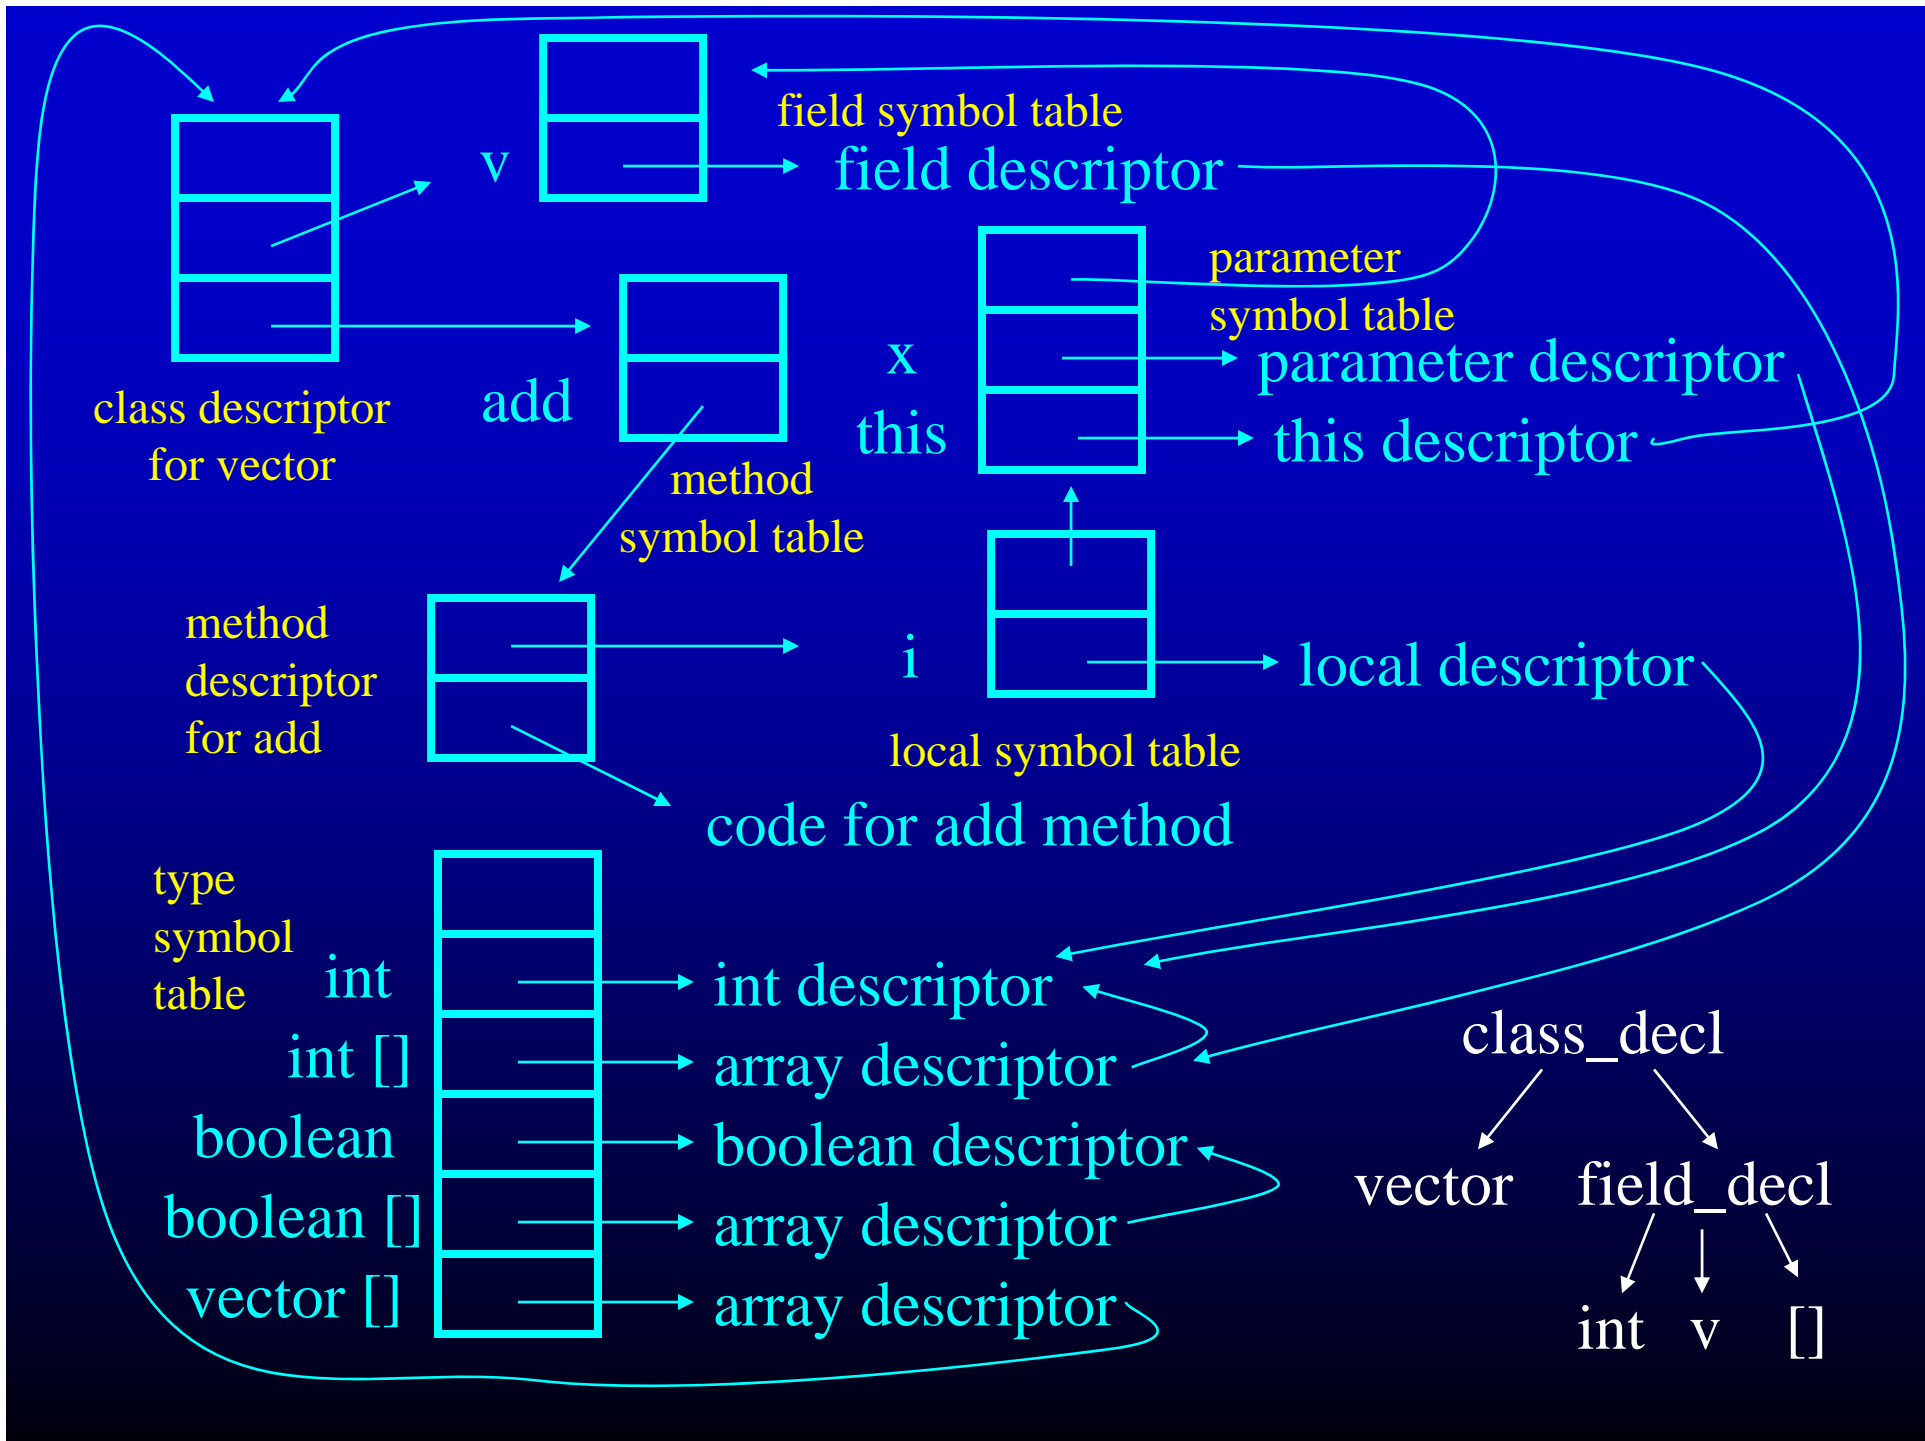 field symbol table
v
field descriptor
parameter
symbol table
x
parameter descriptor
class descriptor
for vector
add
this
this descriptor
method
symbol table
method
descriptor
for add
i
local descriptor
local symbol table
code for add method
type
symbol
table
int
int descriptor
int []
array descriptor
boolean
boolean descriptor
boolean []
array descriptor
vector []
array descriptor
class_decl
vector
field_decl
int
v
[]